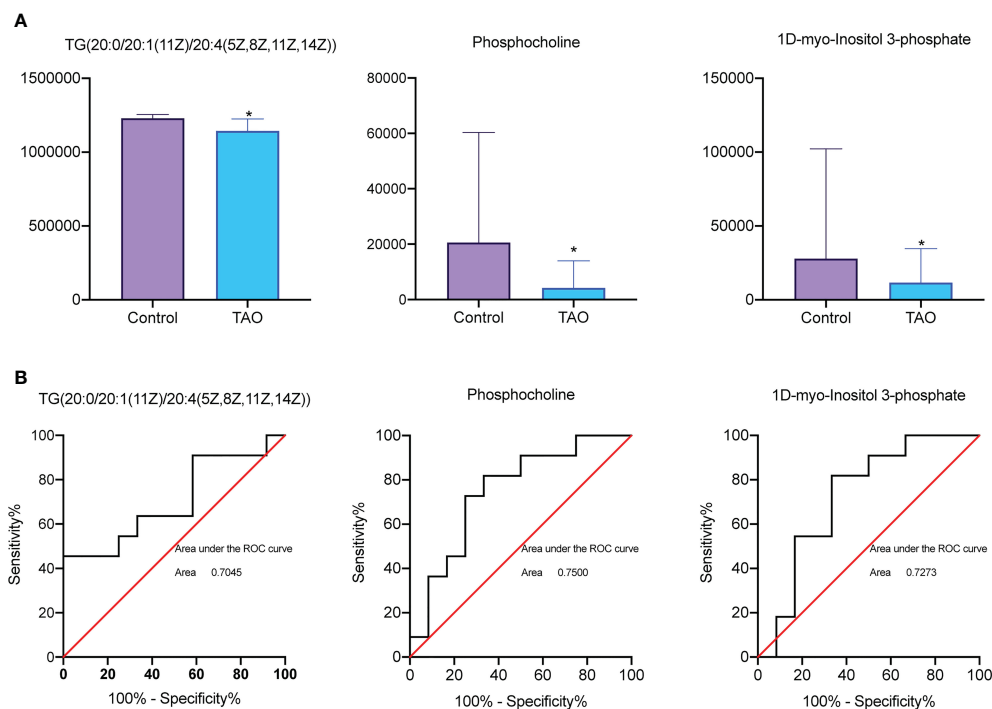 A
TG(20:0/20:1(11Z)/20:4(5Z,8Z,11Z,14Z))
1500000
1000000
500000
0
*
Control
TAO
Phosphocholine
80000
60000
40000
20000
0
*
Control
TAO
1D-myo-Inositol 3-phosphate
150000
100000
50000
0
*
Control
TAO
B
TG(20:0/20:1(11Z)/20:4(5Z,8Z,11Z,14Z))
Sensitivity%
100
80
60
40
20
0
Area under the ROC curve
Area 0.7045
0 20 40 60 80 100
100% - Specificity%
Phosphocholine
Sensitivity%
100
80
60
40
20
0
Area under the ROC curve
Area 0.7500
0 20 40 60 80 100
100% - Specificity%
1D-myo-Inositol 3-phosphate
Sensitivity%
100
80
60
40
20
0
Area under the ROC curve
Area 0.7273
0 20 40 60 80 100
100% - Specificity%